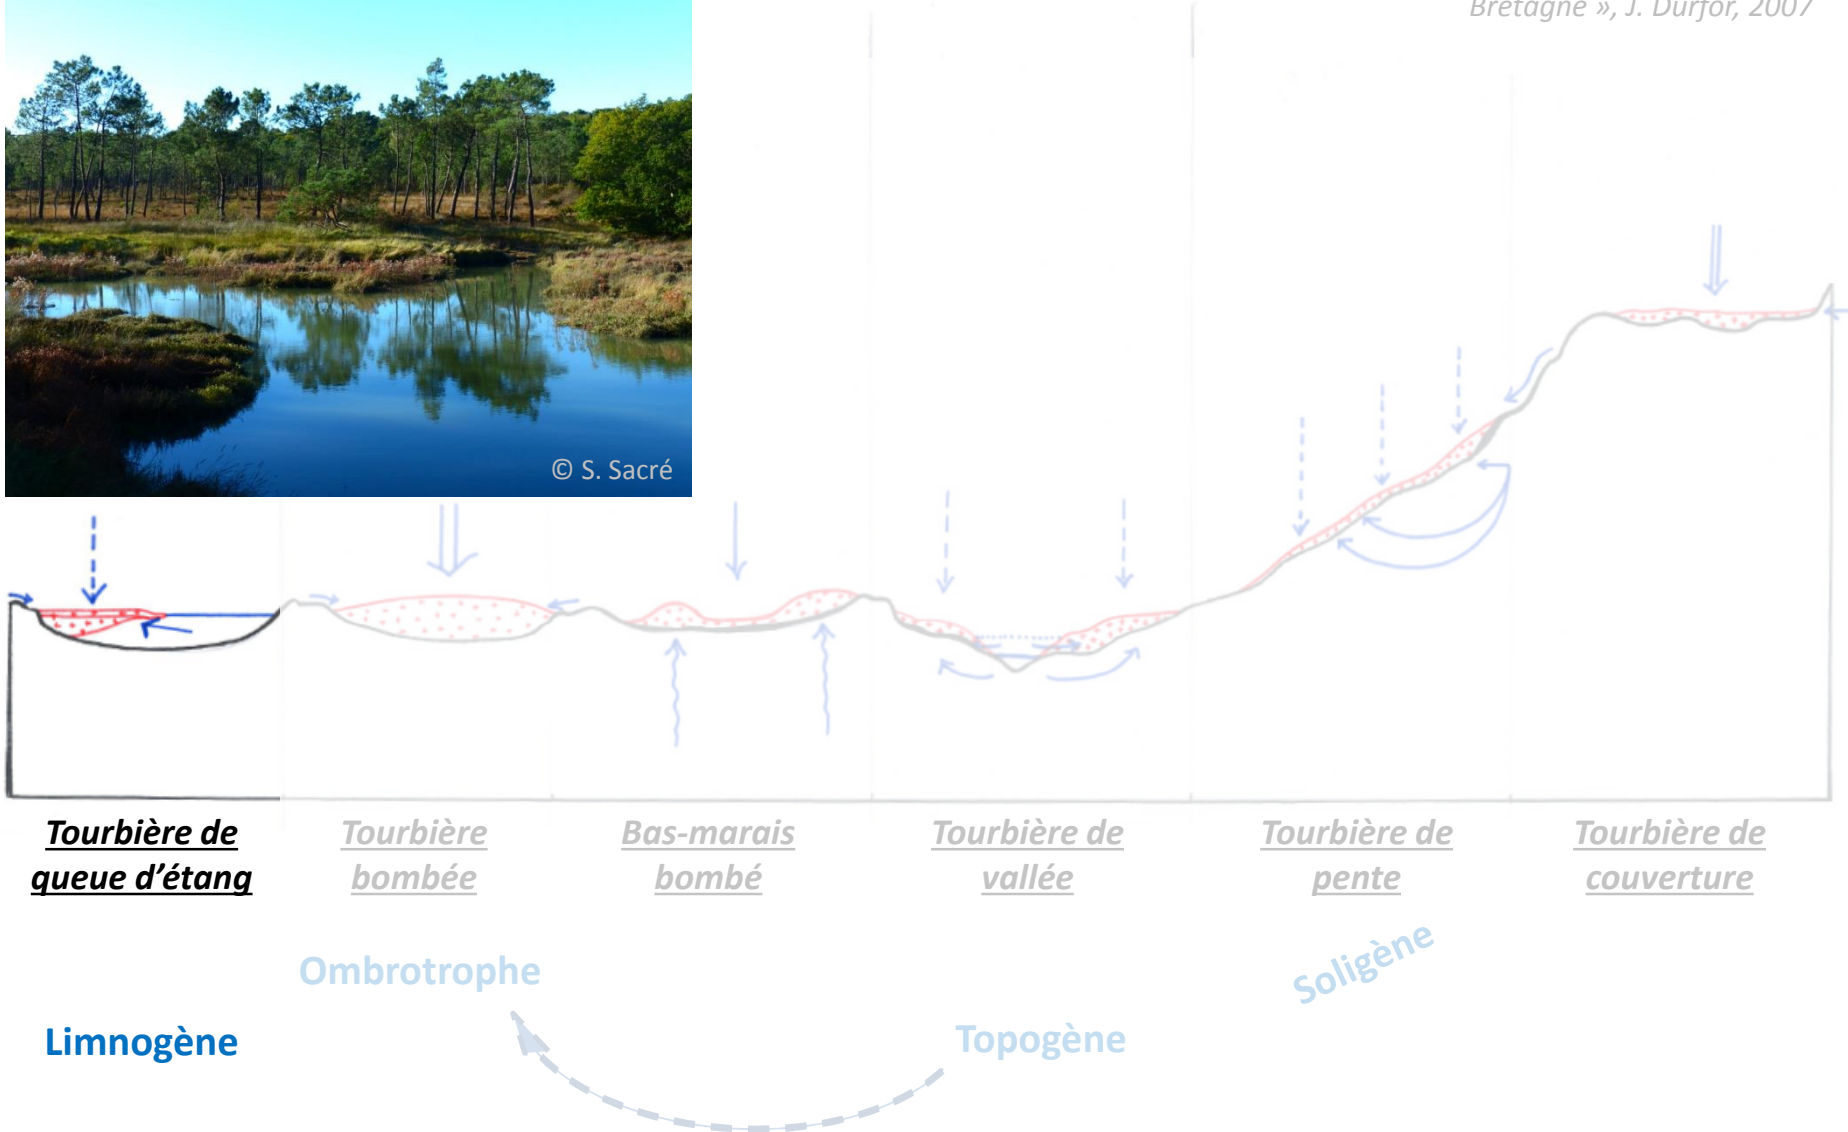 Bretagne », J. Durfor, 2007
© S. Sacré
Tourbière de
queue d'étang
Tourbière
bombée
Bas-marais
bombé
Tourbière de
vallée
Tourbière de
pente
Tourbière de
couverture
Ombrotrophe
Soligène
Limnogène
Topogène